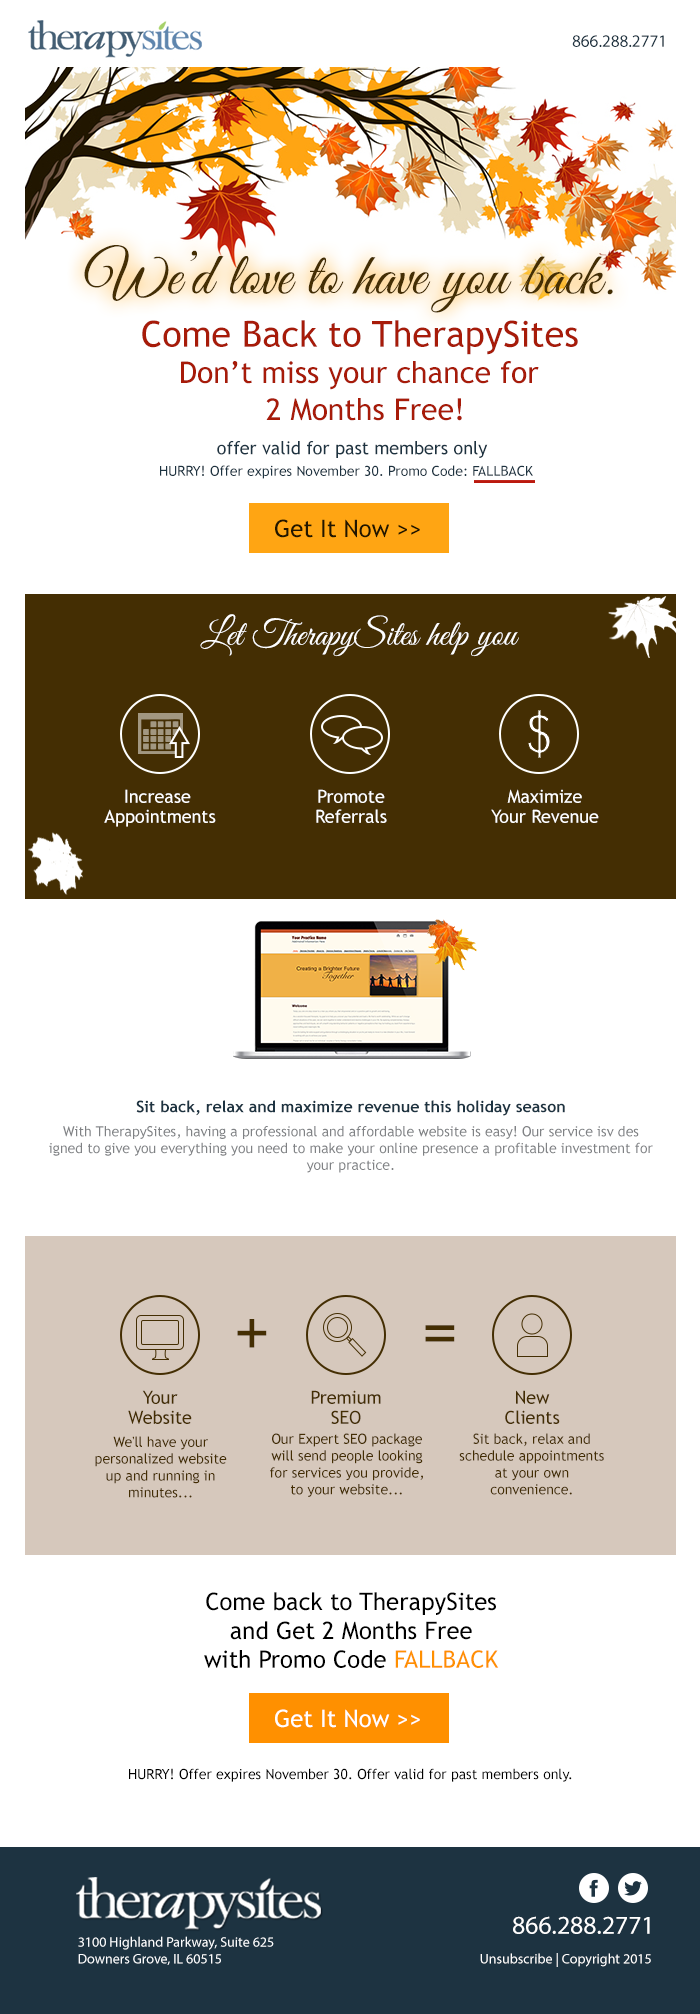 therapysites
866.288.2771
We'd love to have you back.
Come Back to TherapySites
Don't miss your chance for
2 Months Free!
offer valid for past members only
HURRY! Offer expires November 30. Promo Code: FALLBACK
Get It Now >>
Let TherapySites help you
Increase
Appointments
Promote
Referrals
$
Maximize
Your Revenue
Your Practice Name
Creating a Brighter Future
Together
Welcome
Sit back, relax and maximize revenue this holiday season
With TherapySites, having a professional and affordable website is easy! Our service isv des
igned to give you everything you need to make your online presence a profitable investment for
your practice.
+
=
Your
Website
We'll have your
personalized website
up and running in
minutes...
Premium
SEO
Our Expert SEO package
will send people looking
for services you provide,
to your website...
New
Clients
Sit back, relax and
schedule appointments
at your own
convenience.
Come back to TherapySites
and Get 2 Months Free
with Promo Code FALLBACK
Get It Now >>
HURRY! Offer expires November 30. Offer valid for past members only.
therapysites
3100 Highland Parkway, Suite 625
Downers Grove, IL 60515
866.288.2771
Unsubscribe | Copyright 2015